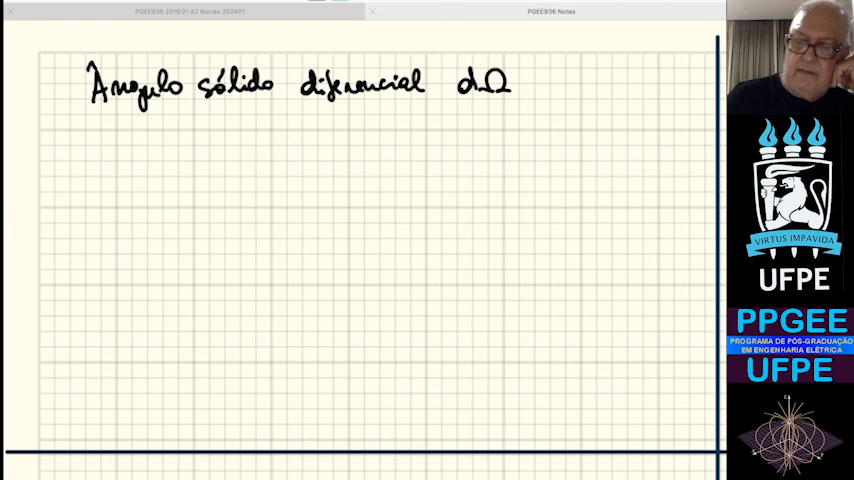 PGEE936 2019.01 A2 Borrao 202401
PGEE936 Notes
Ângulo sólido diferencial dΩ
VIRTUS IMPAVIDA
UFPE
PPGEE
PROGRAMA DE PÓS-GRADUAÇÃO
EM ENGENHARIA ELÉTRICA
UFPE